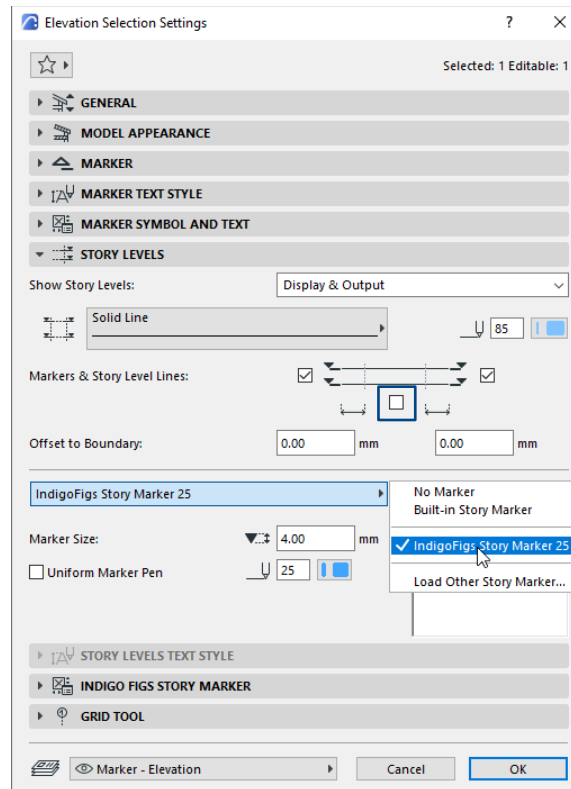 Elevation Selection Settings ? ×
Selected: 1 Editable: 1
GENERAL
MODEL APPEARANCE
MARKER
MARKER TEXT STYLE
MARKER SYMBOL AND TEXT
STORY LEVELS
Show Story Levels: Display & Output
Solid Line
85
Markers & Story Level Lines:
Offset to Boundary: 0.00 mm 0.00 mm
IndigoFigs Story Marker 25
No Marker
Built-in Story Marker
IndigoFigs Story Marker 25
Load Other Story Marker...
Marker Size: 4.00 mm
Uniform Marker Pen 25
STORY LEVELS TEXT STYLE
INDIGO FIGS STORY MARKER
GRID TOOL
Marker - Elevation Cancel OK